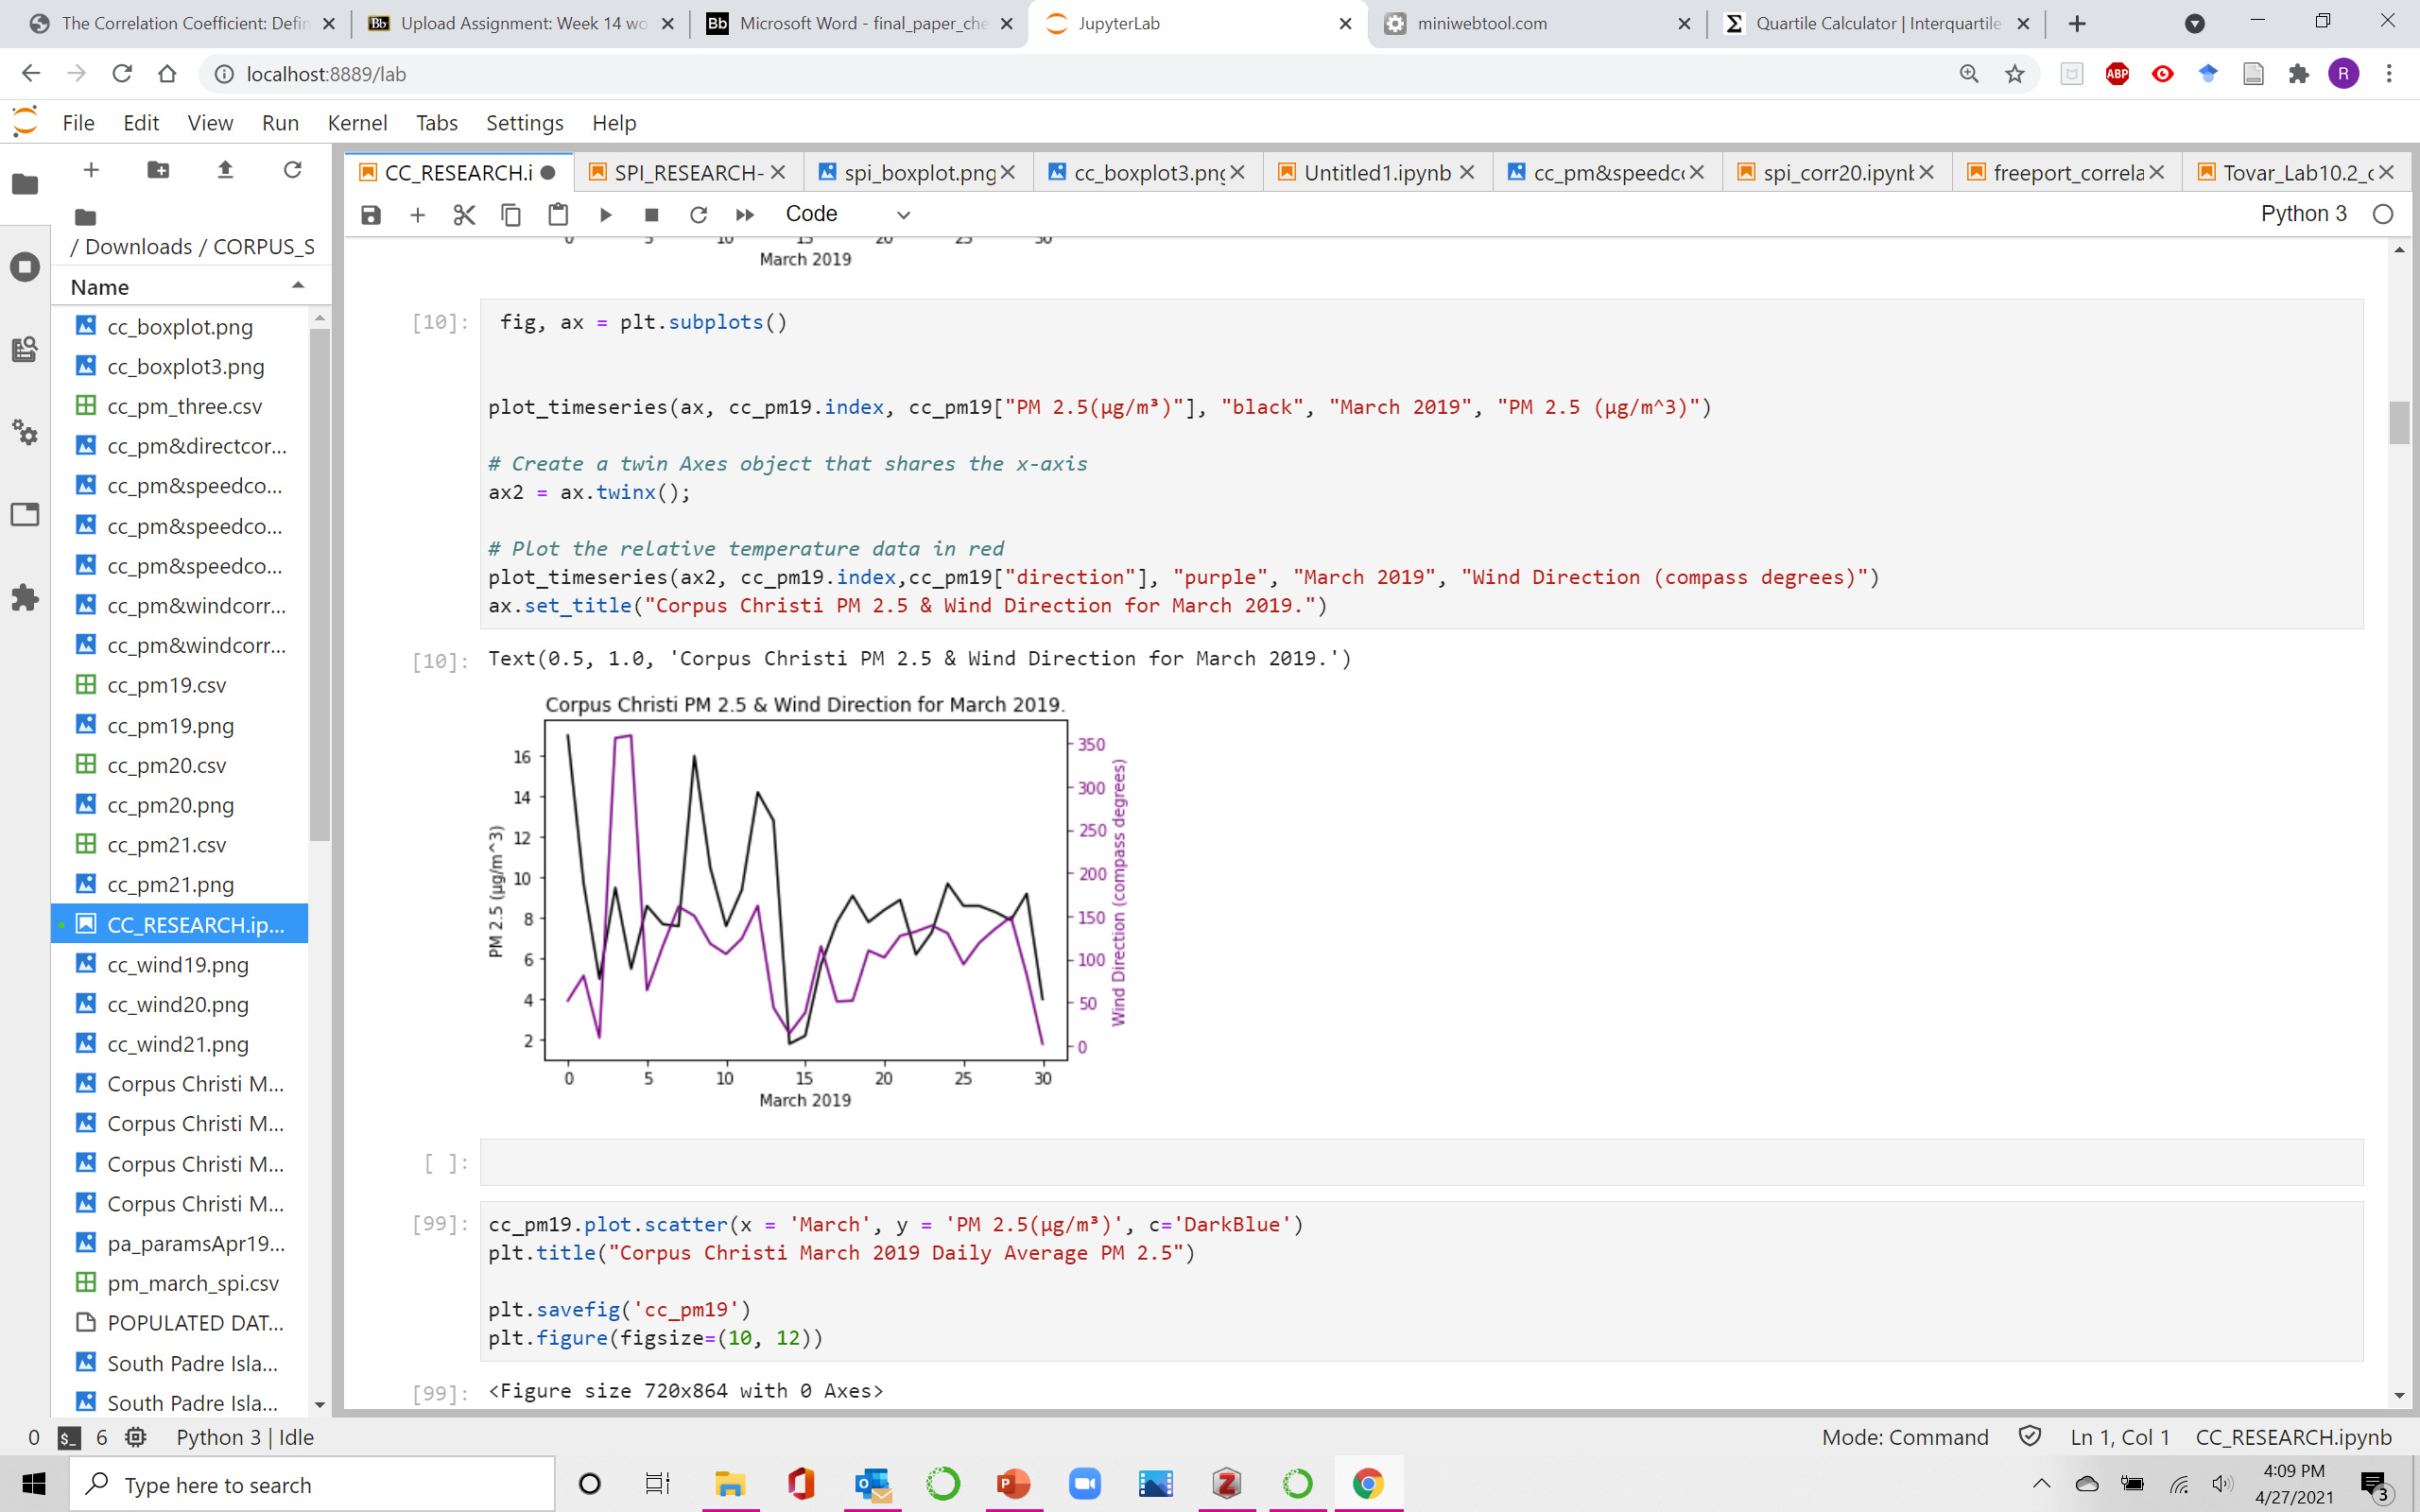 The Correlation Coefficient: Defin
Upload Assignment: Week 14 wo
Microsoft Word - final_paper_che
JupyterLab
miniwebtool.com
Quartile Calculator | Interquartile
localhost:8889/lab
ABP
R
File Edit View Run Kernel Tabs Settings Help
CC_RESEARCH.i
SPI_RESEARCH-
spi_boxplot.png
cc_boxplot3.png
Untitled1.ipynb
cc_pm&speedc
spi_corr20.ipynb
freeport_correla
Tovar_Lab10.2_c
Code
Python 3
/ Downloads / CORPUS_S
Name
cc_boxplot.png
cc_boxplot3.png
cc_pm_three.csv
cc_pm&directcor...
cc_pm&speedco...
cc_pm&speedco...
cc_pm&speedco...
cc_pm&windcorr...
cc_pm&windcorr...
cc_pm19.csv
cc_pm19.png
cc_pm20.csv
cc_pm20.png
cc_pm21.csv
cc_pm21.png
CC_RESEARCH.ip...
cc_wind19.png
cc_wind20.png
cc_wind21.png
Corpus Christi M...
Corpus Christi M...
Corpus Christi M...
Corpus Christi M...
pa_paramsApr19...
pm_march_spi.csv
POPULATED DAT...
South Padre Isla...
South Padre Isla...
0 5 10 15 20 25 30
March 2019
[10]:
fig, ax = plt.subplots()
plot_timeseries(ax, cc_pm19.index, cc_pm19["PM 2.5(µg/m³)"], "black", "March 2019", "PM 2.5 (µg/m^3)")
# Create a twin Axes object that shares the x-axis
ax2 = ax.twinx();
# Plot the relative temperature data in red
plot_timeseries(ax2, cc_pm19.index,cc_pm19["direction"], "purple", "March 2019", "Wind Direction (compass degrees)")
ax.set_title("Corpus Christi PM 2.5 & Wind Direction for March 2019.")
[10]:
Text(0.5, 1.0, 'Corpus Christi PM 2.5 & Wind Direction for March 2019.')
Corpus Christi PM 2.5 & Wind Direction for March 2019.
PM 2.5 (µg/m^3)
16
14
12
10
8
6
4
2
350
300
250
200
150
100
50
0
Wind Direction (compass degrees)
0 5 10 15 20 25 30
March 2019
[ ]:
[99]:
cc_pm19.plot.scatter(x = 'March', y = 'PM 2.5(µg/m³)', c='DarkBlue')
plt.title("Corpus Christi March 2019 Daily Average PM 2.5")
plt.savefig('cc_pm19')
plt.figure(figsize=(10, 12))
[99]:
<Figure size 720x864 with 0 Axes>
0 $_ 6 Python 3 | Idle
Mode: Command Ln 1, Col 1 CC_RESEARCH.ipynb
Type here to search
4:09 PM
4/27/2021
3